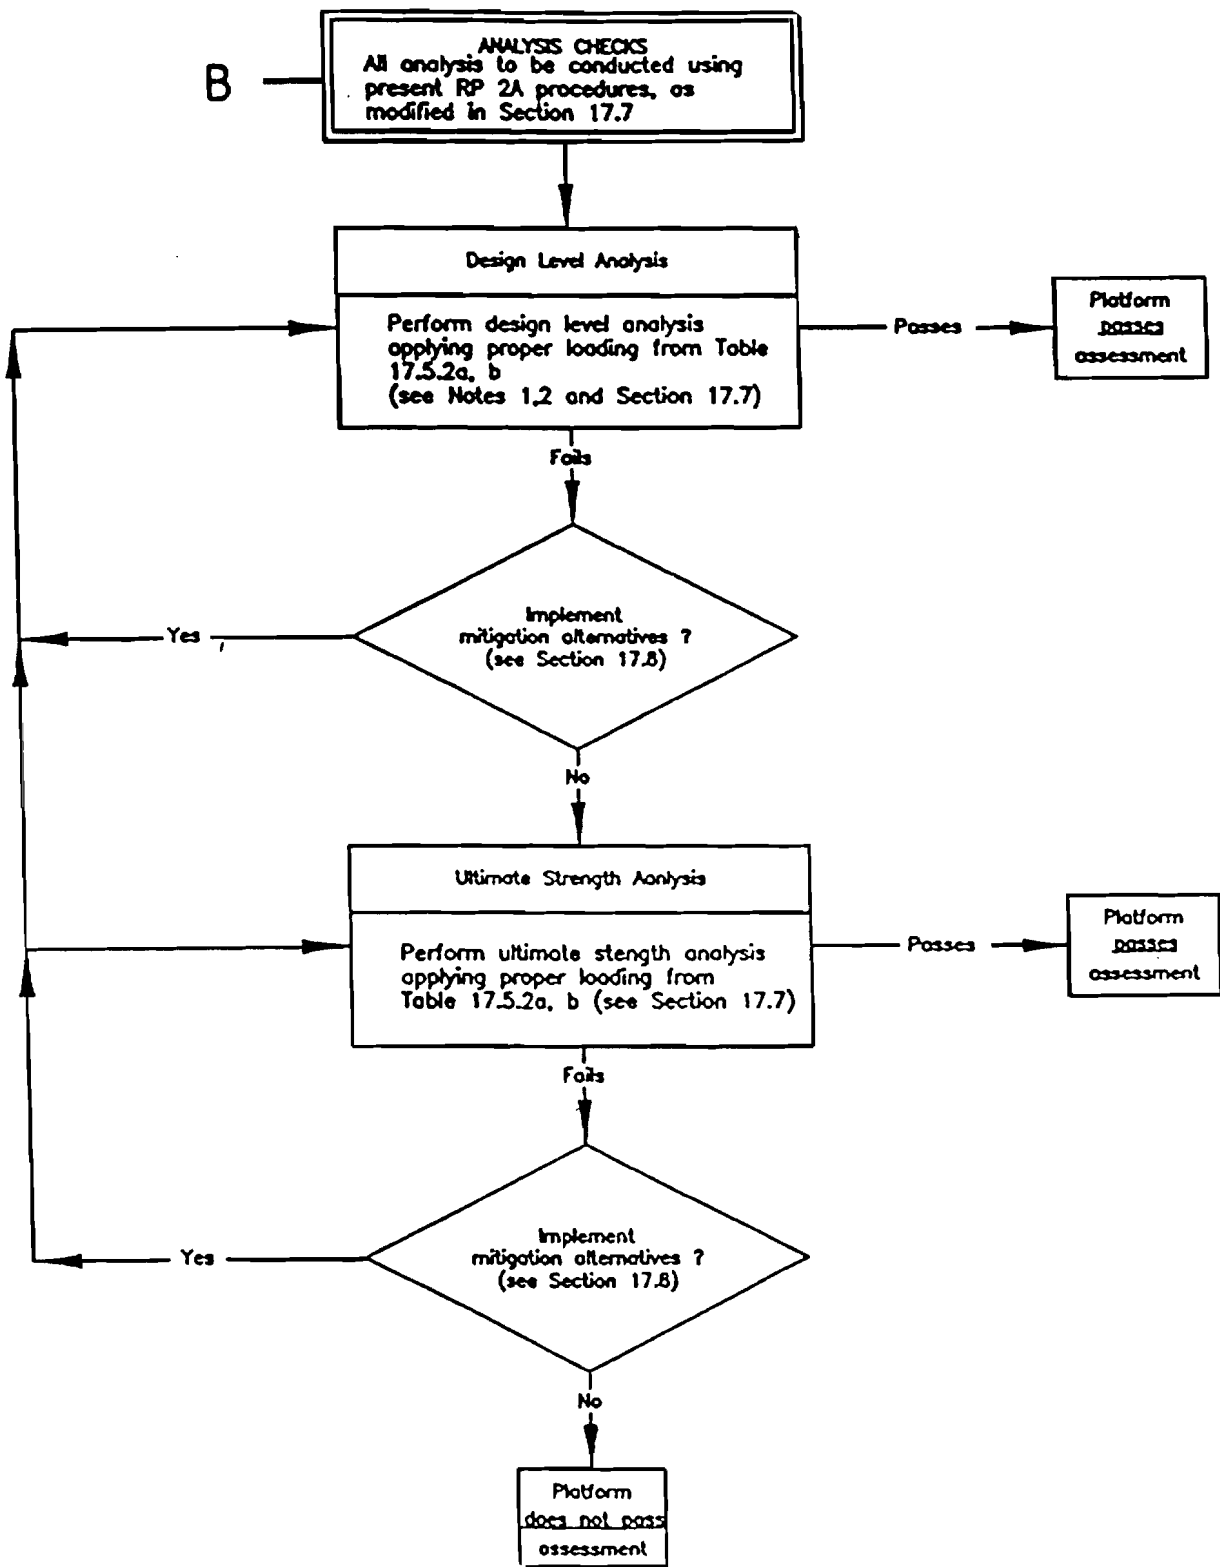 ANALYSIS CHECKS
B
All analysis to be conducted using
present RP 2A procedures, as
modified in Section 17.7
Design Level Analysis
Perform design level analysis
applying proper loading from Table
17.5.2a, b
(see Notes 1,2 and Section 17.7)
Passes
Platform
passes
assessment
Fails
Implement
mitigation alternatives ?
(see Section 17.8)
Yes
No
Ultimate Strength Aanlysis
Perform ultimate stength analysis
applying proper loading from
Table 17.5.2a, b (see Section 17.7)
Passes
Platform
passes
assessment
Fails
Implement
mitigation alternatives ?
(see Section 17.8)
Yes
No
Platform
does not pass
assessment